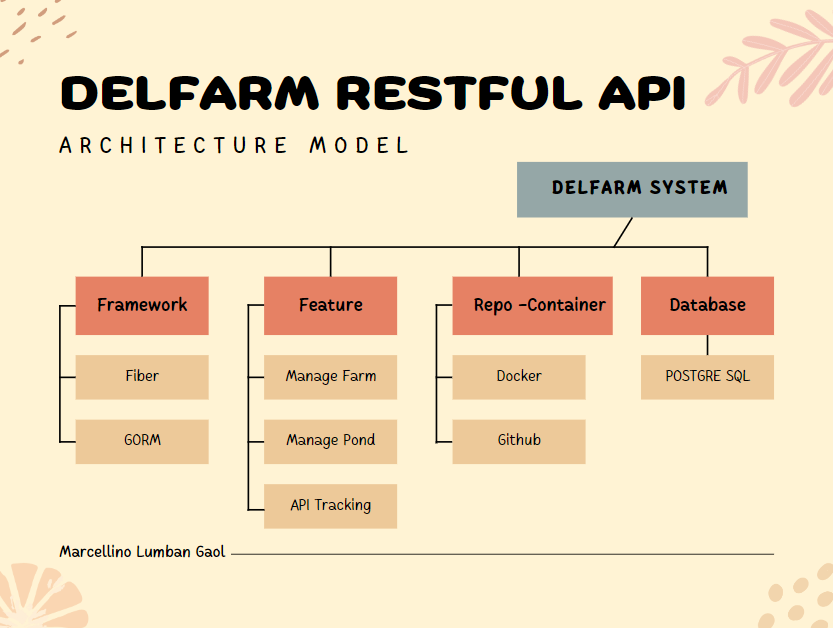 DELFARM RESTFUL API
ARCHITECTURE MODEL
DELFARM SYSTEM
Framework
Fiber
GORM
Feature
Manage Farm
Manage Pond
API Tracking
Repo -Container
Docker
Github
Database
POSTGRE SQL
Marcellino Lumban Gaol